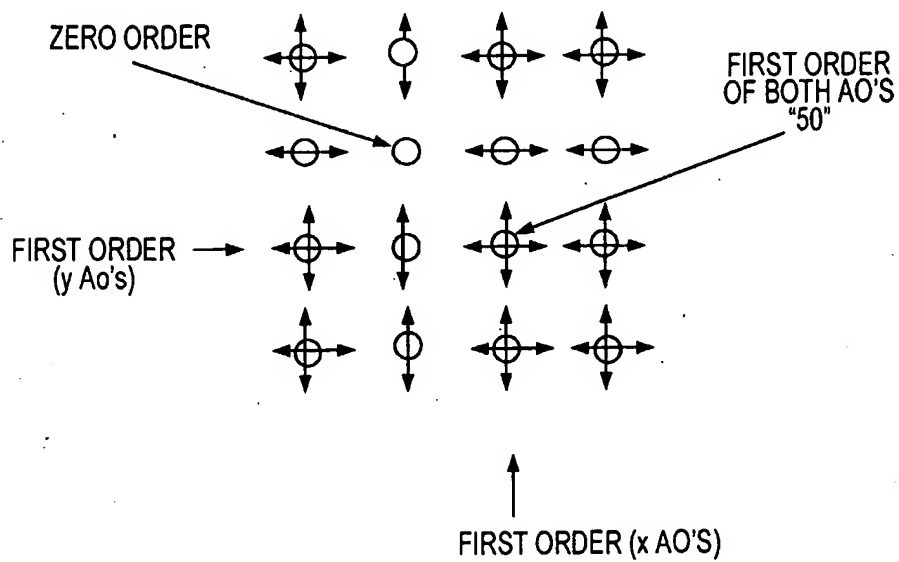 ZERO ORDER
FIRST ORDER
OF BOTH AO'S
"50"
FIRST ORDER
(y Ao's)
FIRST ORDER (x AO'S)